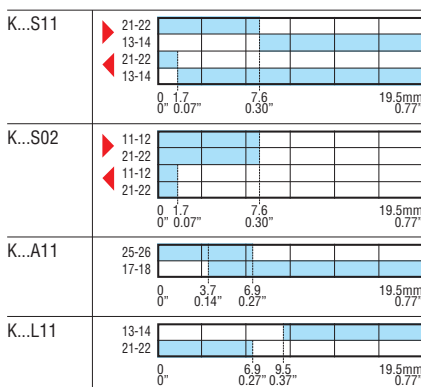 K...S11
21-22
13-14
21-22
13-14
0 1.7 7.6 19.5mm
0" 0.07" 0.30" 0.77"
K...S02
11-12
21-22
11-12
21-22
0 1.7 7.6 19.5mm
0" 0.07" 0.30" 0.77"
K...A11
25-26
17-18
0 3.7 6.9 19.5mm
0" 0.14" 0.27" 0.77"
K...L11
13-14
21-22
0 6.9 9.5 19.5mm
0" 0.27" 0.37" 0.77"